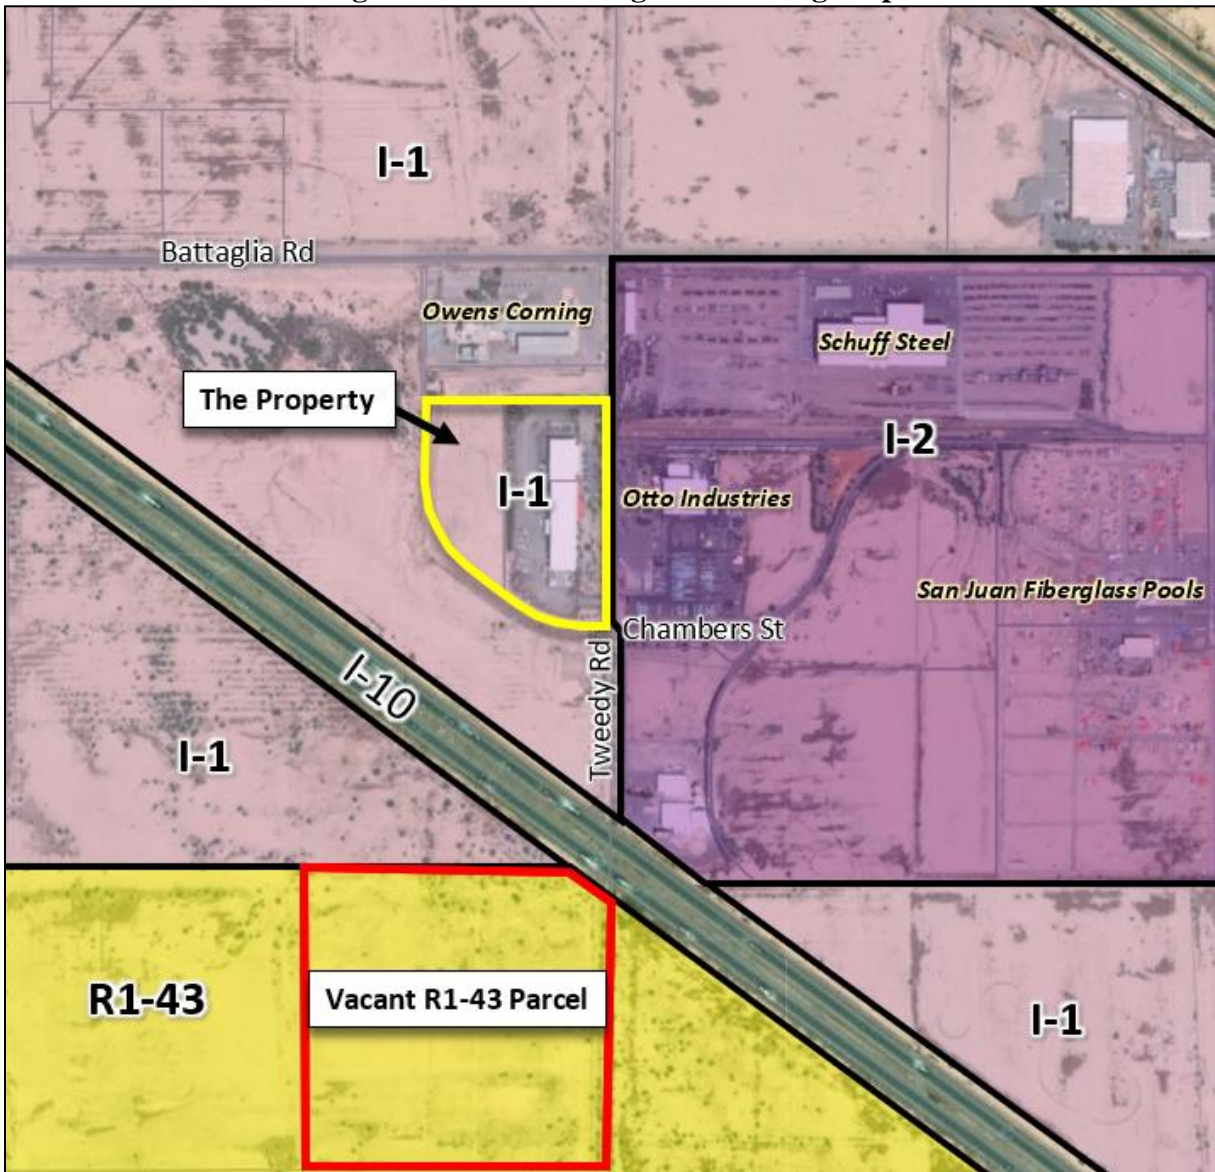 I-1
Battaglia Rd
Owens Corning
Schuff Steel
The Property
I-2
I-1
Otto Industries
San Juan Fiberglass Pools
Chambers St
I-10
Tweedy Rd
I-1
R1-43
Vacant R1-43 Parcel
I-1